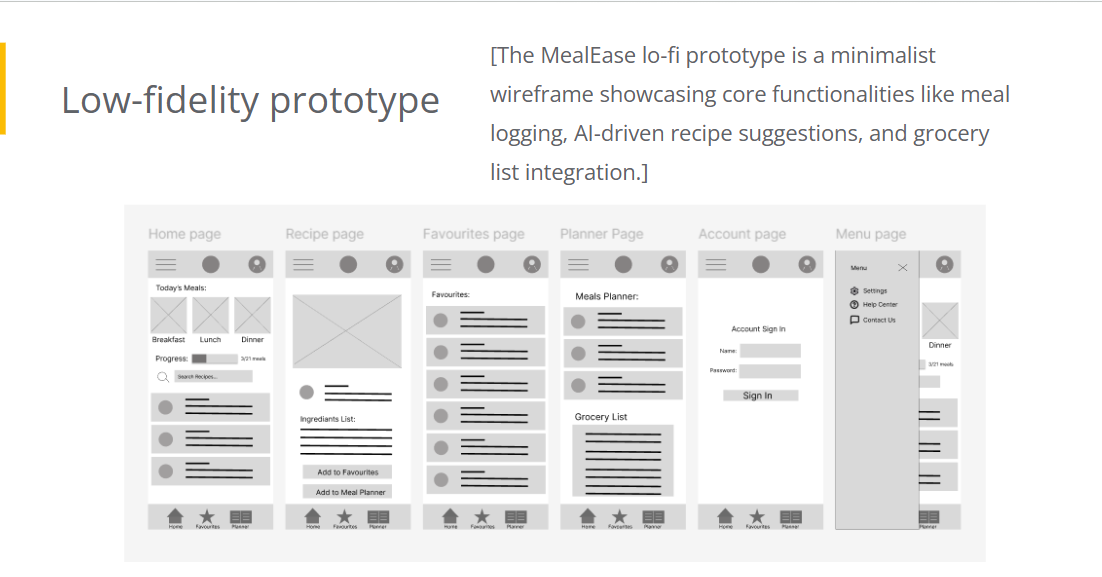 Low-fidelity prototype
[The MealEase lo-fi prototype is a minimalist
wireframe showcasing core functionalities like meal
logging, AI-driven recipe suggestions, and grocery
list integration.]
Home page
Today's Meals:
Breakfast Lunch Dinner
Progress: 3/21 meals
Search Recipes...
Home Favourites Planner
Recipe page
Ingrediants List:
Add to Favourites
Add to Meal Planner
Home Favourites Planner
Favourites page
Favourites:
Home Favourites Planner
Planner Page
Meals Planner:
Grocery List
Home Favourites Planner
Account page
Account Sign In
Name:
Password:
Sign In
Home Favourites Planner
Menu page
Menu
Settings
Help Center
Contact Us
Dinner
3/21 meals
Planner